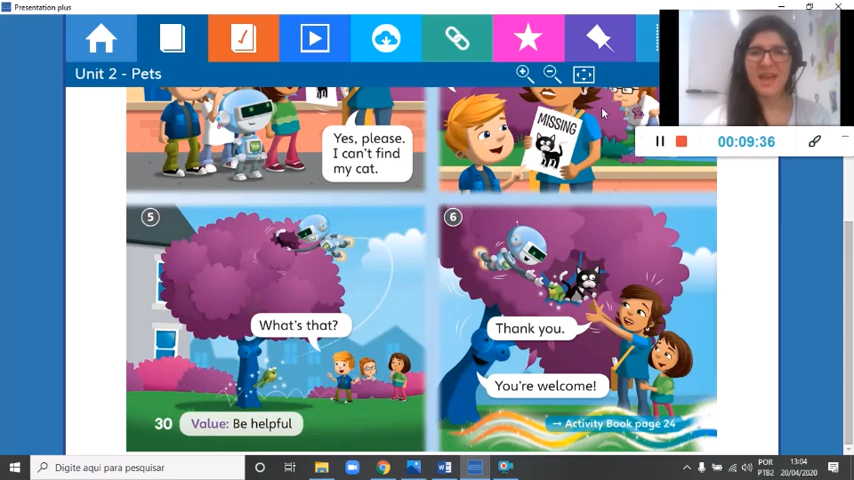 Presentation plus
Unit 2 - Pets
00:09:36
Yes, please.
I can't find
my cat.
MISSING
5
What's that?
30
Value: Be helpful
6
Thank you.
You're welcome!
→ Activity Book page 24
Digite aqui para pesquisar
POR
PTB2
13:04
20/04/2020